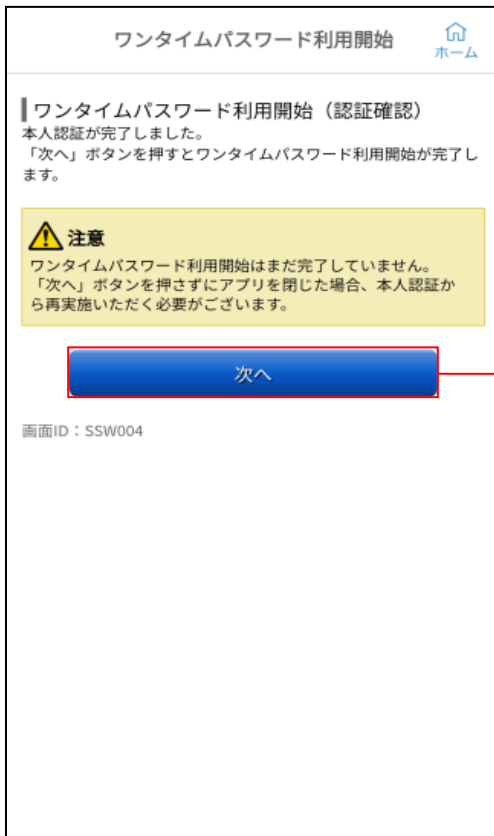 ワンタイムパスワード利用開始
ホーム
ワンタイムパスワード利用開始（認証確認）
本人認証が完了しました。
「次へ」ボタンを押すとワンタイムパスワード利用開始が完了し
ます。
注意
ワンタイムパスワード利用開始はまだ完了していません。
「次へ」ボタンを押さずにアプリを閉じた場合、本人認証か
ら再実施いただく必要がございます。
次へ
画面ID：SSW004